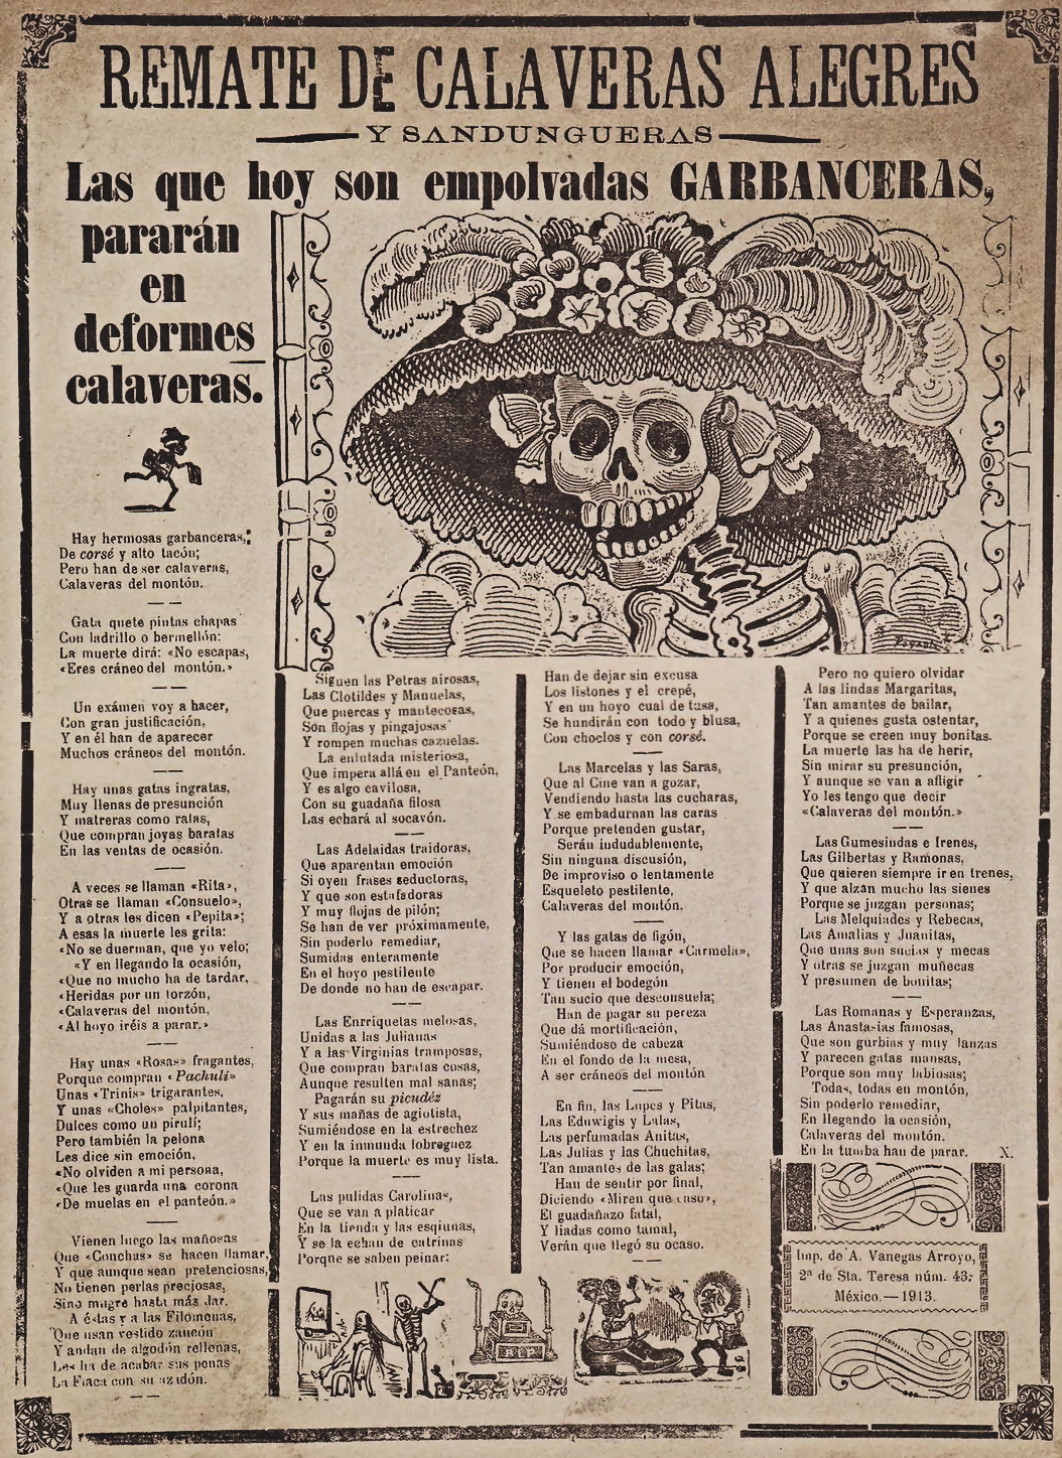 REMATE DE CALAVERAS ALEGRES
Y SANDUNGUERAS
Las que hoy son empolvadas GARBANCERAS,
pararán
en
deformes
calaveras.
Hay hermosas garbanceras,
De corsé y alto tacón;
Pero han de ser calaveras,
Calaveras del montón.
Gata que te pintas chapas
Con ladrillo o bermellón:
La muerte dirá: «No escapas,
«Eres cráneo del montón.»
Un exámen voy a hacer,
Con gran justificación,
Y en él han de aparecer
Muchos cráneos del montón.
Hay unas gatas ingratas,
Muy llenas de presunción
Y matreras como ratas,
Que compran joyas baratas
En las ventas de ocasión.
A veces se llaman «Rita»,
Otras se llaman «Consuelo»,
Y a otras les dicen «Pepita»;
A esas la muerte les grita:
«No se duerman, que yo velo;
«Y en llegando la ocasión,
«Que no mucho ha de tardar,
«Heridas por un torzón,
«Calaveras del montón,
«Al hoyo iréis a parar.»
Hay unas «Rosas» fragantes,
Porque compran «Pachulí»
Unas «Trinis» trigarantes,
Y unas «Choles» palpitantes,
Dulces como un pirulí;
Pero también la pelona
Les dice sin emoción,
«No olviden a mi persona,
«Que les guarda una corona
«De muelas en el panteón.»
Vienen luego las mañosas
Que «Conchas» se hacen llamar,
Y que aunque sean pretenciosas,
No tienen perlas preciosas,
Sino mugre hasta más dar.
A éstas y a las Filomenas,
Que usan vestido zancón
Y andan de algodón rellenas,
Les ha de acabar sus penas
La Flaca con su azadón.
Siguen las Petras airosas,
Las Clotildes y Manuelas,
Que puercas y mantecosas,
Son flojas y pingajosas
Y rompen muchas cazuelas.
La enlutada misteriosa,
Que impera allá en el Panteón,
Y es algo cavilosa,
Con su guadaña filosa
Las echará al socavón.
Las Adelaidas traidoras,
Que aparentan emoción
Si oyen frases seductoras,
Y que son estafadoras
Y muy flojas de pilón;
Se han de ver próximamente,
Sin poderlo remediar,
Sumidas enteramente
En el hoyo pestilente
De donde no han de escapar.
Las Enrriquetas melosas,
Unidas a las Julianas
Y a las Virginias tramposas,
Que compran baratas cosas,
Aunque resulten mal sanas;
Pagarán su picudéz
Y sus mañas de agiotista,
Sumiéndose en la estrechez
Y en la inmunda lobreguez
Porque la muerte es muy lista.
Las pulidas Carolinas,
Que se van a platicar
En la tienda y las esquinas,
Y se la echan de catrinas
Porque se saben peinar:
Han de dejar sin excusa
Los listones y el crepé,
Y en un hoyo cual de tusa,
Se hundirán con todo y blusa,
Con choclos y con corsé.
Las Marcelas y las Saras,
Que al Cine van a gozar,
Vendiendo hasta las cucharas,
Y se embadurnan las caras
Porque pretenden gustar,
Serán indudablemente,
Sin ninguna discusión,
De improviso o lentamente
Esqueleto pestilente,
Calaveras del montón.
Y las gatas de figón,
Que se hacen llamar «Carmela»,
Por producir emoción,
Y tienen el bodegón
Tan sucio que desconsuela;
Han de pagar su pereza
Que dá mortificación,
Sumiéndose de cabeza
En el fondo de la mesa,
A ser cráneos del montón
En fin, las Lupes y Pitas,
Las Eduwigis y Lalas,
Las perfumadas Anitas,
Las Julias y las Chuchitas,
Tan amantes de las galas;
Han de sentir por final,
Diciendo «Miren que caso»,
El guadañazo fatal,
Y liadas como tamal,
Verán que llegó su ocaso.
Pero no quiero olvidar
A las lindas Margaritas,
Tan amantes de bailar,
Y a quienes gusta ostentar,
Porque se creen muy bonitas.
La muerte las ha de herir,
Sin mirar su presunción,
Y aunque se van a afligir
Yo les tengo que decir
«Calaveras del montón.»
Las Gumesindas e Irenes,
Las Gilbertas y Ramonas,
Que quieren siempre ir en trenes,
Y que alzan mucho las sienes
Porque se juzgan personas;
Las Melquiades y Rebecas,
Las Amalias y Juanitas,
Que unas son sucias y mecas
Y otras se juzgan muñecas
Y presumen de bonitas;
Las Romanas y Esperanzas,
Las Anastasias famosas,
Que son gurbias y muy lanzas
Y parecen gatas mansas,
Porque son muy labiosas;
Todas, todas en montón,
Sin poderlo remediar,
En llegando la ocasión,
Calaveras del montón.
En la tumba han de parar. X.
Imp. de A. Vanegas Arroyo,
2ª de Sta. Teresa núm. 43.
México.—1913.